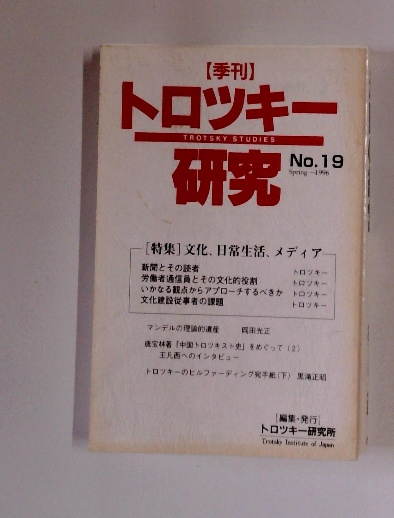 【季刊】
トロツキー
TROTSKY STUDIES
研究
No.19
Spring －1996
［特集］文化、日常生活、メディア
新聞とその読者 トロツキー
労働者通信員とその文化的役割 トロツキー
いかなる観点からアプローチするべきか トロツキー
文化建設従事者の課題 トロツキー
マンデルの理論的遺産 岡田光正
唐宝林著『中国トロツキスト史』をめぐって（2）
王凡西へのインタビュー
トロツキーのヒルファーディング宛手紙（下） 黒滝正昭
［編集・発行］
トロツキー研究所
Trotsky Institute of Japan